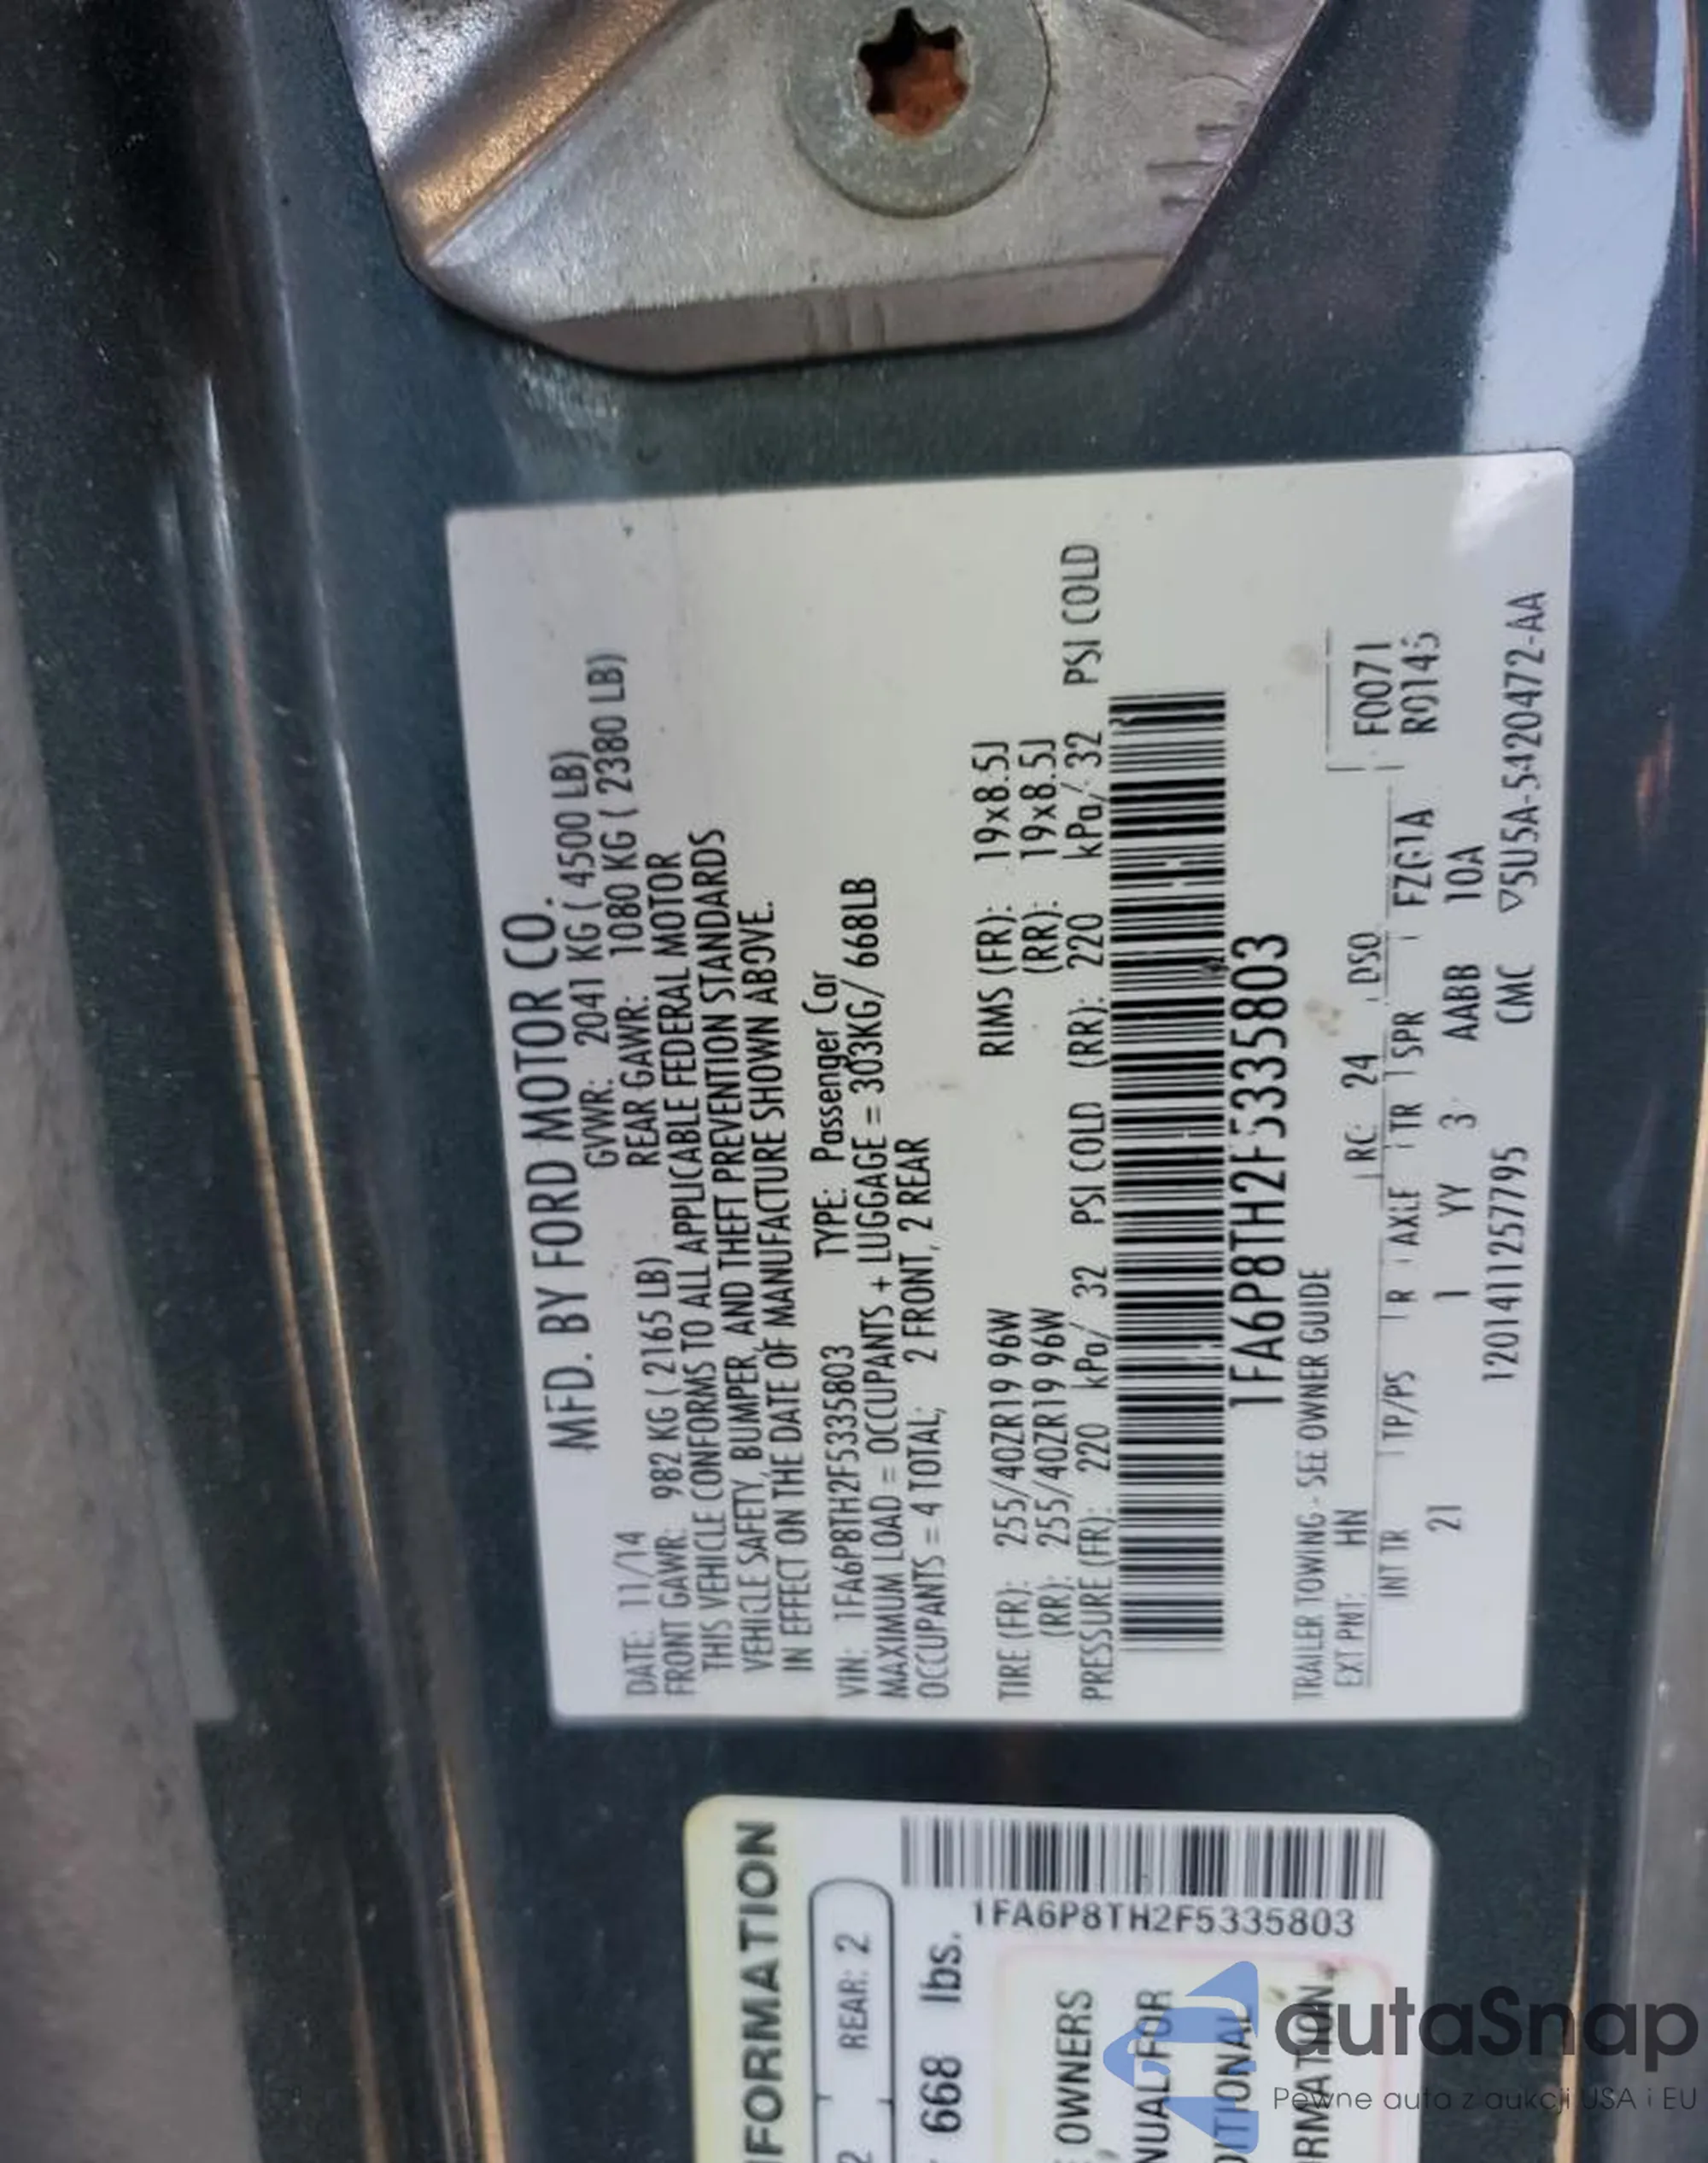 MFD. BY FORD MOTOR CO.
DATE: 11/14 GVWR: 2041 KG ( 4500 LB)
FRONT GAWR: 982 KG ( 2165 LB) REAR GAWR: 1080 KG ( 2380 LB)
THIS VEHICLE CONFORMS TO ALL APPLICABLE FEDERAL MOTOR
VEHICLE SAFETY, BUMPER, AND THEFT PREVENTION STANDARDS
IN EFFECT ON THE DATE OF MANUFACTURE SHOWN ABOVE.
VIN: 1FA6P8TH2F5335803 TYPE: Passenger Car
MAXIMUM LOAD = OCCUPANTS + LUGGAGE = 303KG/ 668LB
OCCUPANTS = 4 TOTAL; 2 FRONT, 2 REAR
TIRE (FR): 255/40ZR19 96W RIMS (FR): 19x8.5J
(RR): 255/40ZR19 96W (RR): 19x8.5J
PRESSURE (FR): 220 kPa/ 32 PSI COLD (RR): 220 kPa/ 32 PSI COLD
1FA6P8TH2F5335803
TRAILER TOWING - SEE OWNER GUIDE
EXT PNT: HN RC: 24 DSO F0071
INT TR TP/PS R AXLE TR SPR FZG1A R0145
21 1 YY 3 AABB 10A
120141125​7795 CMC ▽5U5A-5420472-AA
FORMATION
2 REAR: 2
668 lbs.
1FA6P8TH2F5335803
OWNERS
NUAL FOR
DITIONAL
ORMATION
autaSnap
Pewne auta z aukcji USA i EU